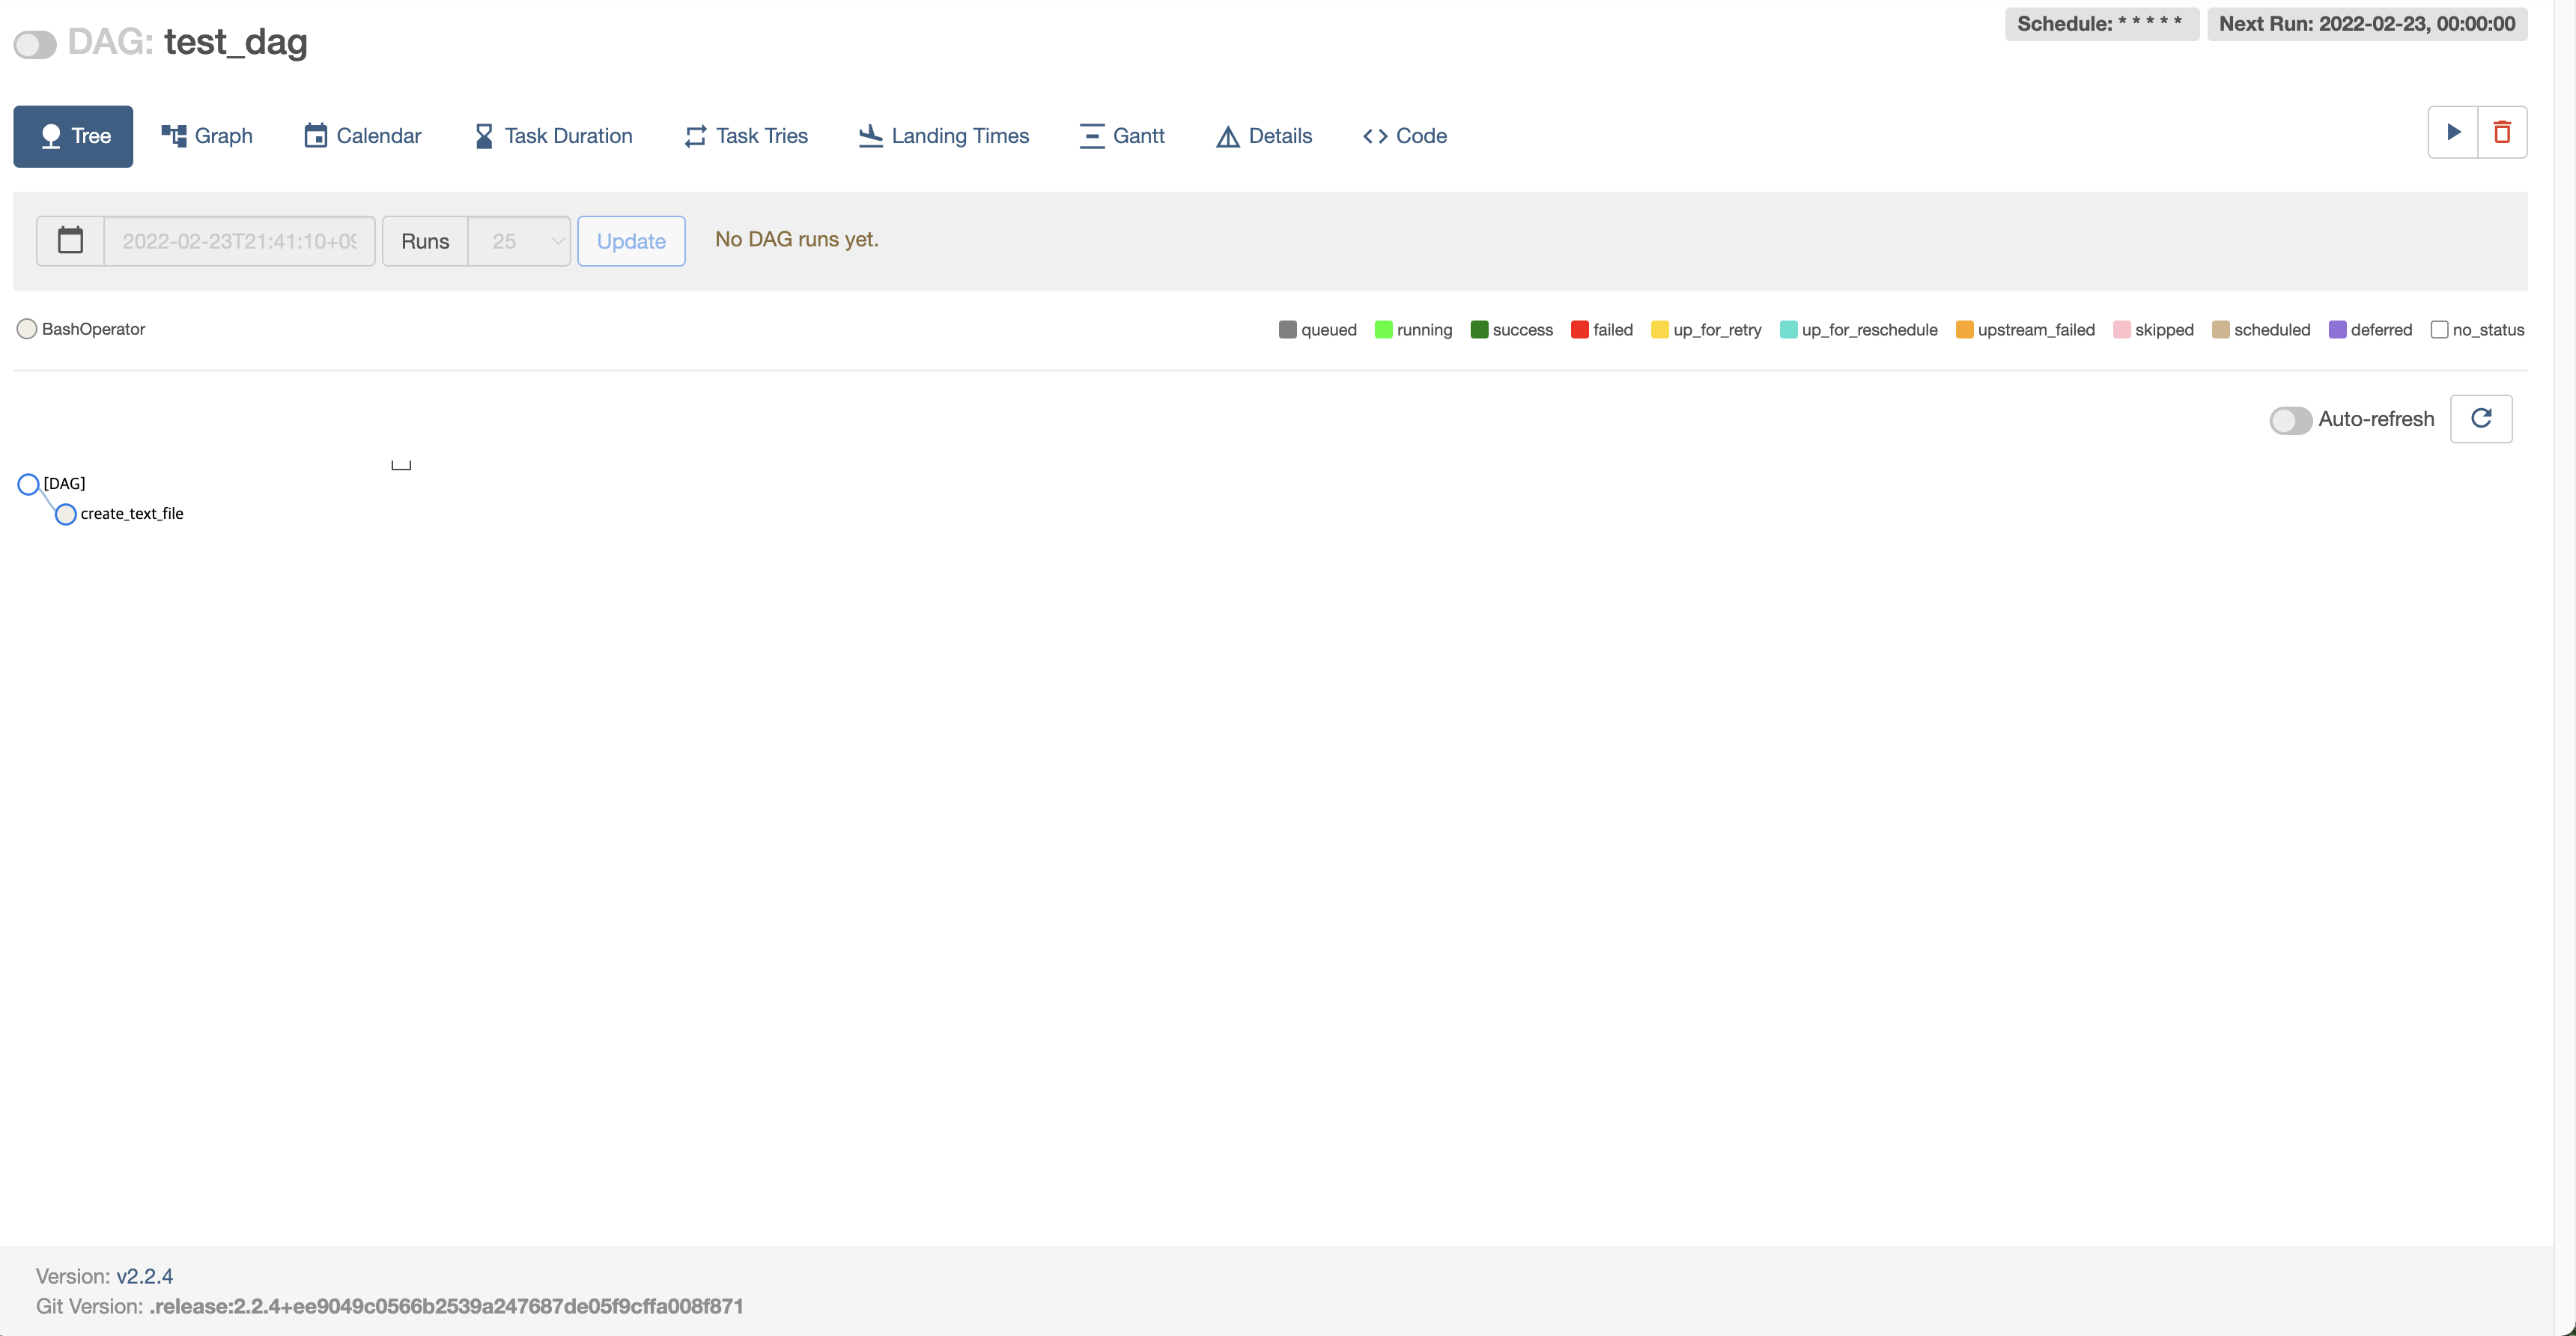 DAG: test_dag
Schedule: * * * * *
Next Run: 2022-02-23, 00:00:00
Tree
Graph
Calendar
Task Duration
Task Tries
Landing Times
Gantt
Details
Code
2022-02-23T21:41:10+09
Runs
25
Update
No DAG runs yet.
BashOperator
queued
running
success
failed
up_for_retry
up_for_reschedule
upstream_failed
skipped
scheduled
deferred
no_status
Auto-refresh
[DAG]
create_text_file
Version: v2.2.4
Git Version: .release:2.2.4+ee9049c0566b2539a247687de05f9cffa008f871